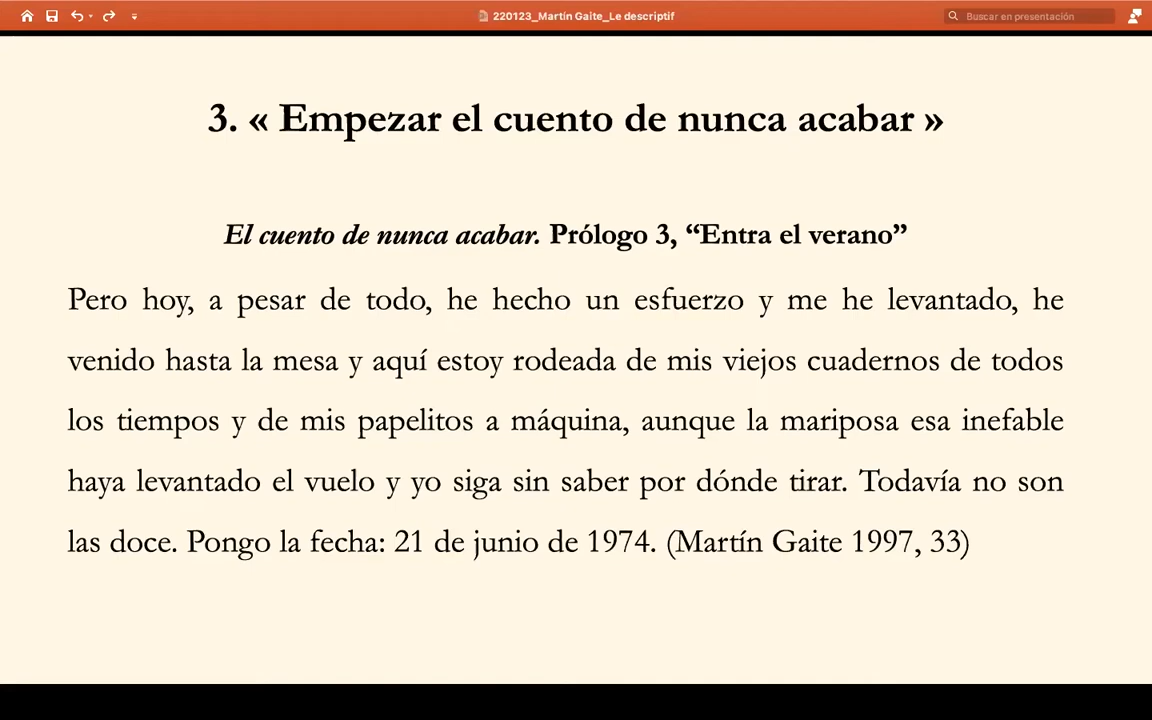 220123_Martín Gaite_Le descriptif
Buscar en presentación
3. « Empezar el cuento de nunca acabar »
El cuento de nunca acabar. Prólogo 3, “Entra el verano”
Pero hoy, a pesar de todo, he hecho un esfuerzo y me he levantado, he
venido hasta la mesa y aquí estoy rodeada de mis viejos cuadernos de todos
los tiempos y de mis papelitos a máquina, aunque la mariposa esa inefable
haya levantado el vuelo y yo siga sin saber por dónde tirar. Todavía no son
las doce. Pongo la fecha: 21 de junio de 1974. (Martín Gaite 1997, 33)